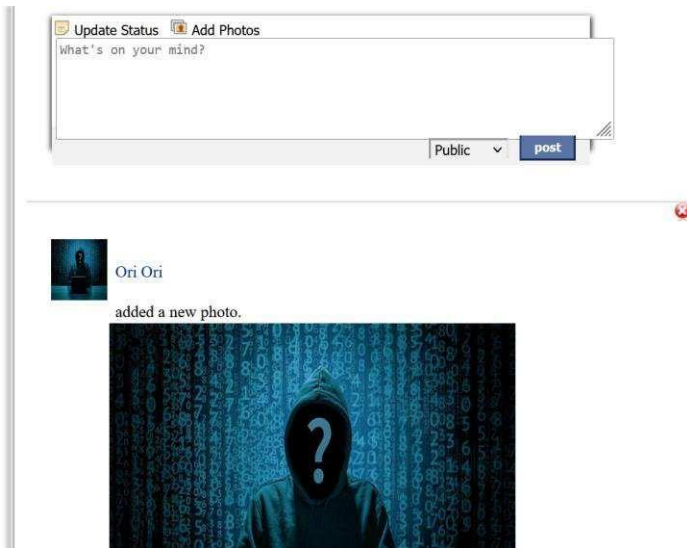 Update Status Add Photos
What's on your mind?
Public post
Ori Ori
added a new photo.
?